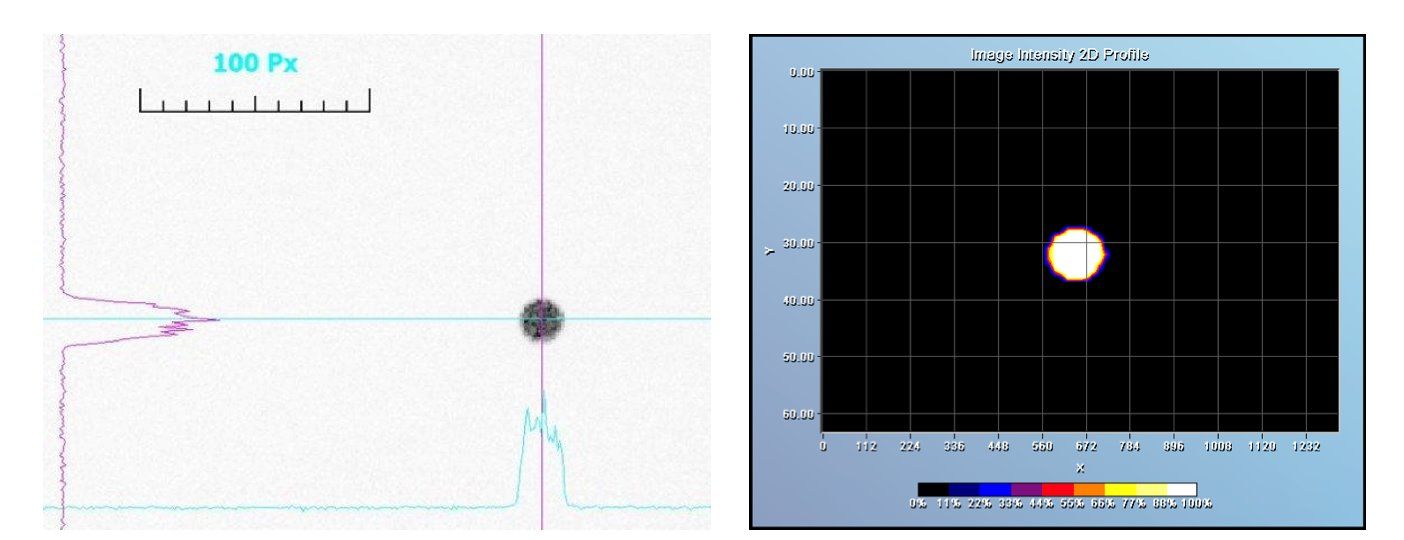 100 Px
Image Intensity 2D Profile
0.00
10.00
20.00
30.00
Y
40.00
50.00
60.00
0 112 224 336 448 560 672 784 896 1008 1120 1232
X
0% 11% 22% 33% 44% 55% 66% 77% 88% 100%